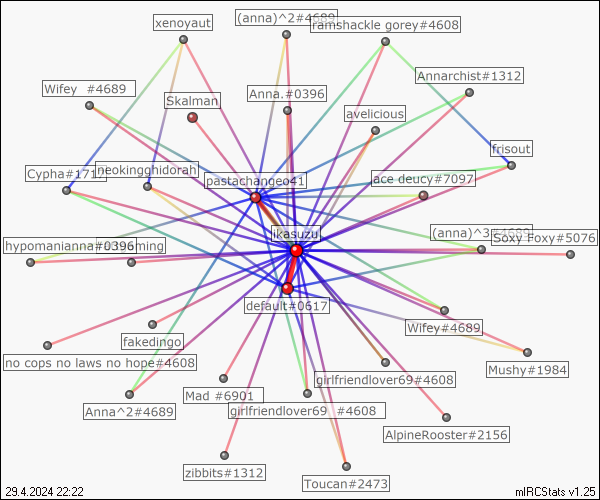 xenoyaut
(anna)^2#4689
ramshackle gorey#4608
Annarchist#1312
Wifey #4689
Skalman
Anna.#0396
avelicious
frisout
Cypha#171
neokingghidorah
pastachangeo41
ace deucy#7097
ikasuzu
(anna)^3#4689
Soxy Foxy#5076
hypomanianna#0396
default#0617
Wifey#4689
fakedingo
no cops no laws no hope#4608
Mushy#1984
girlfriendlover69#4608
Mad #6901
Anna^2#4689
girlfriendlover69 #4608
AlpineRooster#2156
zibbits#1312
Toucan#2473
29.4.2024 22:22
mIRCStats v1.25